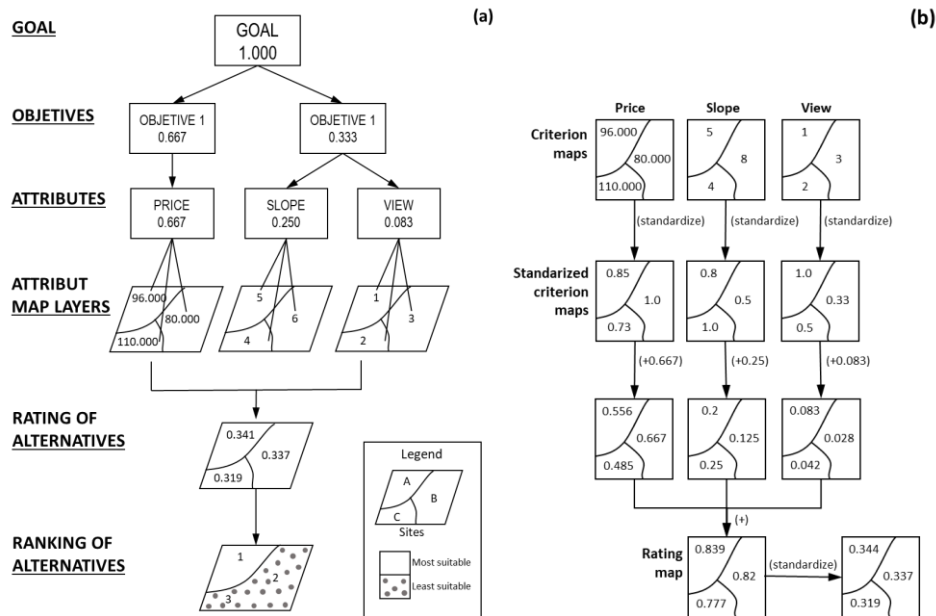 (a)
GOAL
GOAL
1.000
OBJETIVES
OBJETIVE 1
0.667
OBJETIVE 1
0.333
ATTRIBUTES
PRICE
0.667
SLOPE
0.250
VIEW
0.083
ATTRIBUT
MAP LAYERS
96.000
80.000
110.000
5
6
4
1
3
2
RATING OF
ALTERNATIVES
0.341
0.337
0.319
RANKING OF
ALTERNATIVES
1
2
3
Legend
A
B
C
Sites
Most suitable
Least suitable
(b)
Price Slope View
Criterion
maps
96.000
80.000
110.000
5
8
4
1
3
2
(standardize) (standardize) (standardize)
Standarized
criterion
maps
0.85
1.0
0.73
0.8
0.5
1.0
1.0
0.33
0.5
(+0.667) (+0.25) (+0.083)
0.556
0.667
0.485
0.2
0.125
0.25
0.083
0.028
0.042
(+)
Rating
map
0.839
0.82
0.777
(standardize)
0.344
0.337
0.319